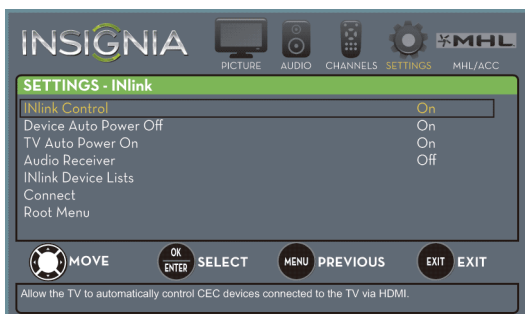 INSIGNIA
PICTURE AUDIO CHANNELS SETTINGS MHL MHL/ACC
SETTINGS - INlink
INlink Control On
Device Auto Power Off On
TV Auto Power On On
Audio Receiver Off
INlink Device Lists
Connect
Root Menu
MOVE OK ENTER SELECT MENU PREVIOUS EXIT EXIT
Allow the TV to automatically control CEC devices connected to the TV via HDMI.